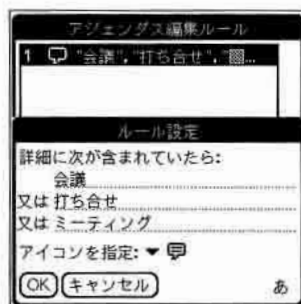 アジェンダス編集ルール
1 "会議","打ち合せ","
ルール設定
詳細に次が含まれていたら:
会議
又は 打ち合せ
又は ミーティング
アイコンを指定:
OK キャンセル あ